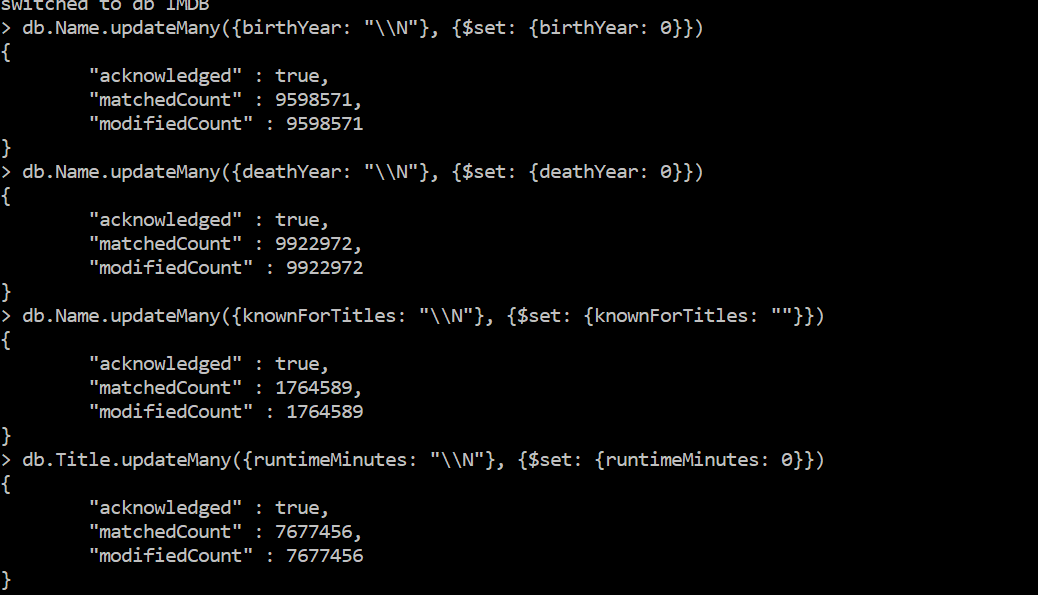 switched to db IMDB
> db.Name.updateMany({birthYear: "\\N"}, {$set: {birthYear: 0}})
{
        "acknowledged" : true,
        "matchedCount" : 9598571,
        "modifiedCount" : 9598571
}
> db.Name.updateMany({deathYear: "\\N"}, {$set: {deathYear: 0}})
{
        "acknowledged" : true,
        "matchedCount" : 9922972,
        "modifiedCount" : 9922972
}
> db.Name.updateMany({knownForTitles: "\\N"}, {$set: {knownForTitles: ""}})
{
        "acknowledged" : true,
        "matchedCount" : 1764589,
        "modifiedCount" : 1764589
}
> db.Title.updateMany({runtimeMinutes: "\\N"}, {$set: {runtimeMinutes: 0}})
{
        "acknowledged" : true,
        "matchedCount" : 7677456,
        "modifiedCount" : 7677456
}